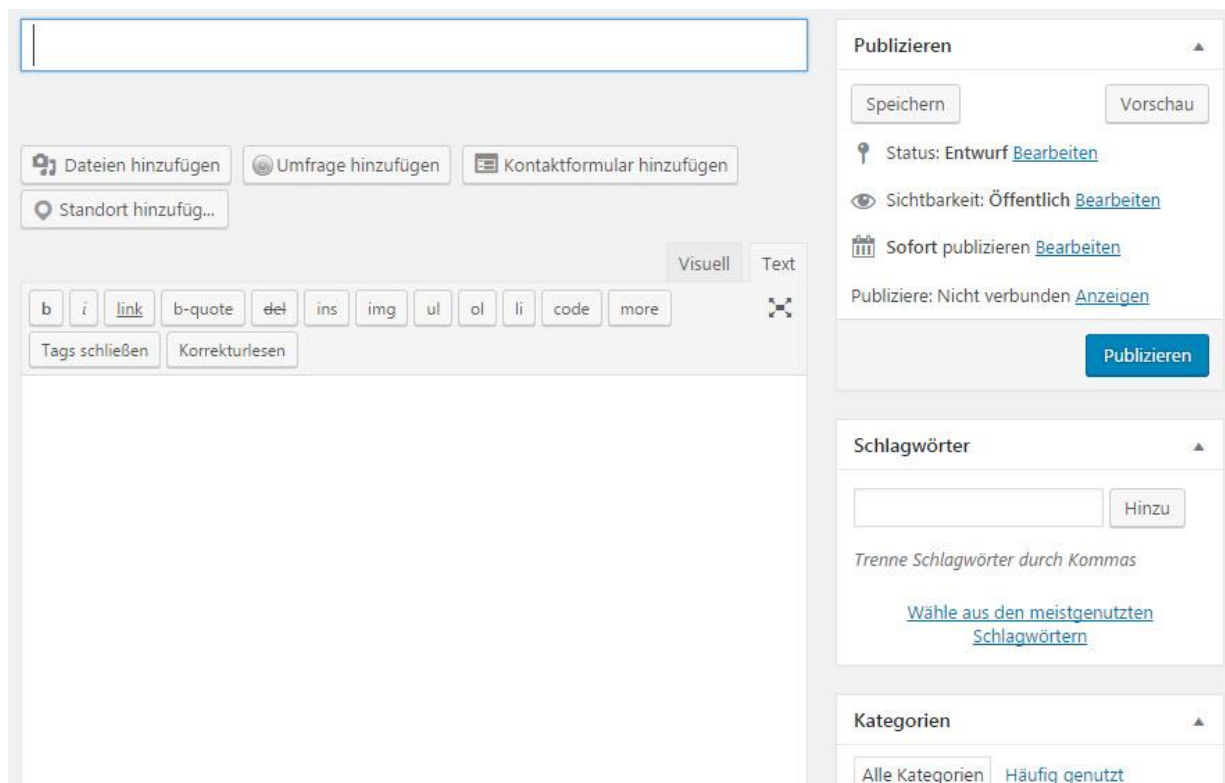 Dateien hinzufügen
Umfrage hinzufügen
Kontaktformular hinzufügen
Standort hinzufüg...
Visuell
Text
b
i
link
b-quote
del
ins
img
ul
ol
li
code
more
Tags schließen
Korrekturlesen
Publizieren
Speichern
Vorschau
Status: Entwurf Bearbeiten
Sichtbarkeit: Öffentlich Bearbeiten
Sofort publizieren Bearbeiten
Publiziere: Nicht verbunden Anzeigen
Publizieren
Schlagwörter
Hinzu
Trenne Schlagwörter durch Kommas
Wähle aus den meistgenutzten
Schlagwörtern
Kategorien
Alle Kategorien
Häufig genutzt